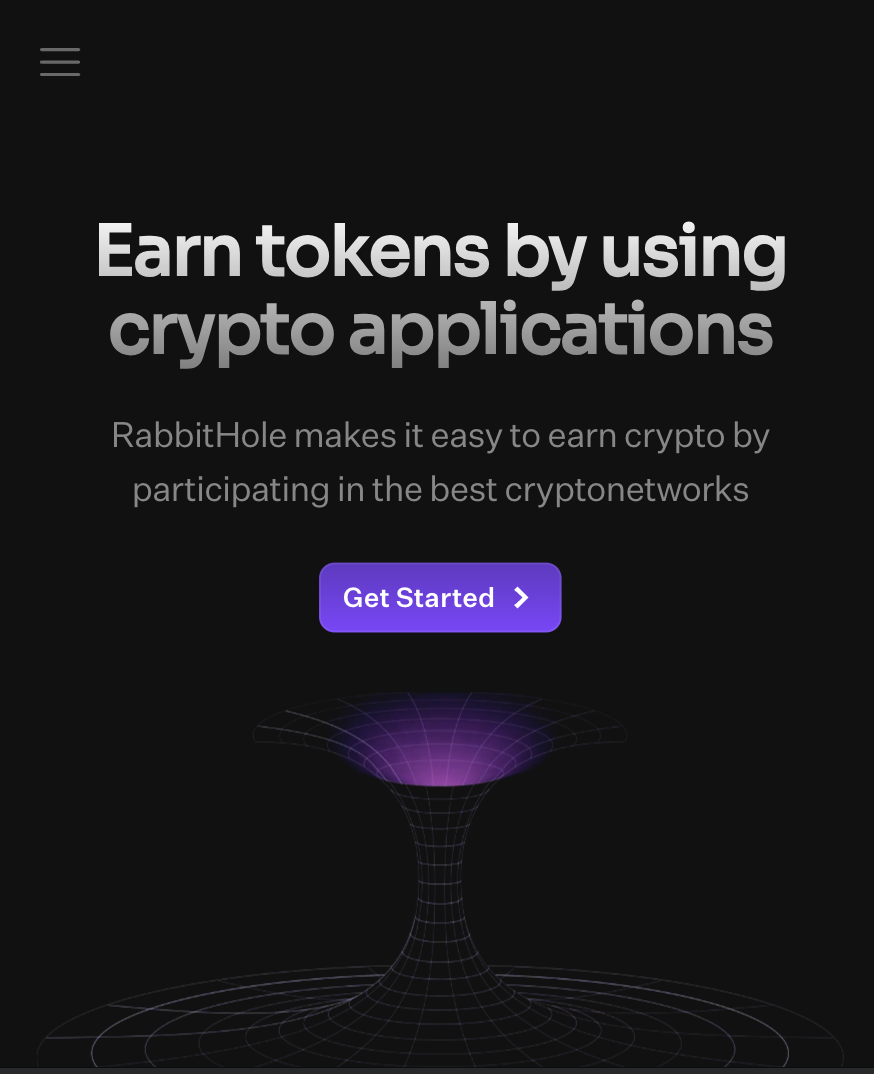 Earn tokens by using
crypto applications
RabbitHole makes it easy to earn crypto by
participating in the best cryptonetworks
Get Started